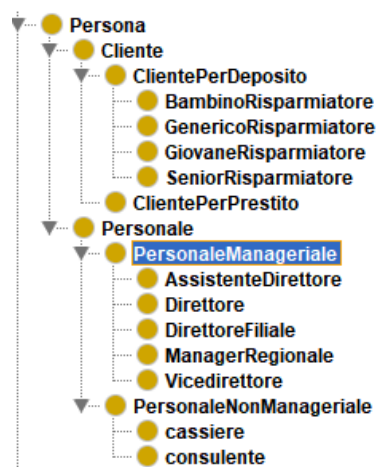 Persona
Cliente
ClientePerDeposito
BambinoRisparmiatore
GenericoRisparmiatore
GiovaneRisparmiatore
SeniorRisparmiatore
ClientePerPrestito
Personale
PersonaleManageriale
AssistenteDirettore
Direttore
DirettoreFiliale
ManagerRegionale
Vicedirettore
PersonaleNonManageriale
cassiere
consulente